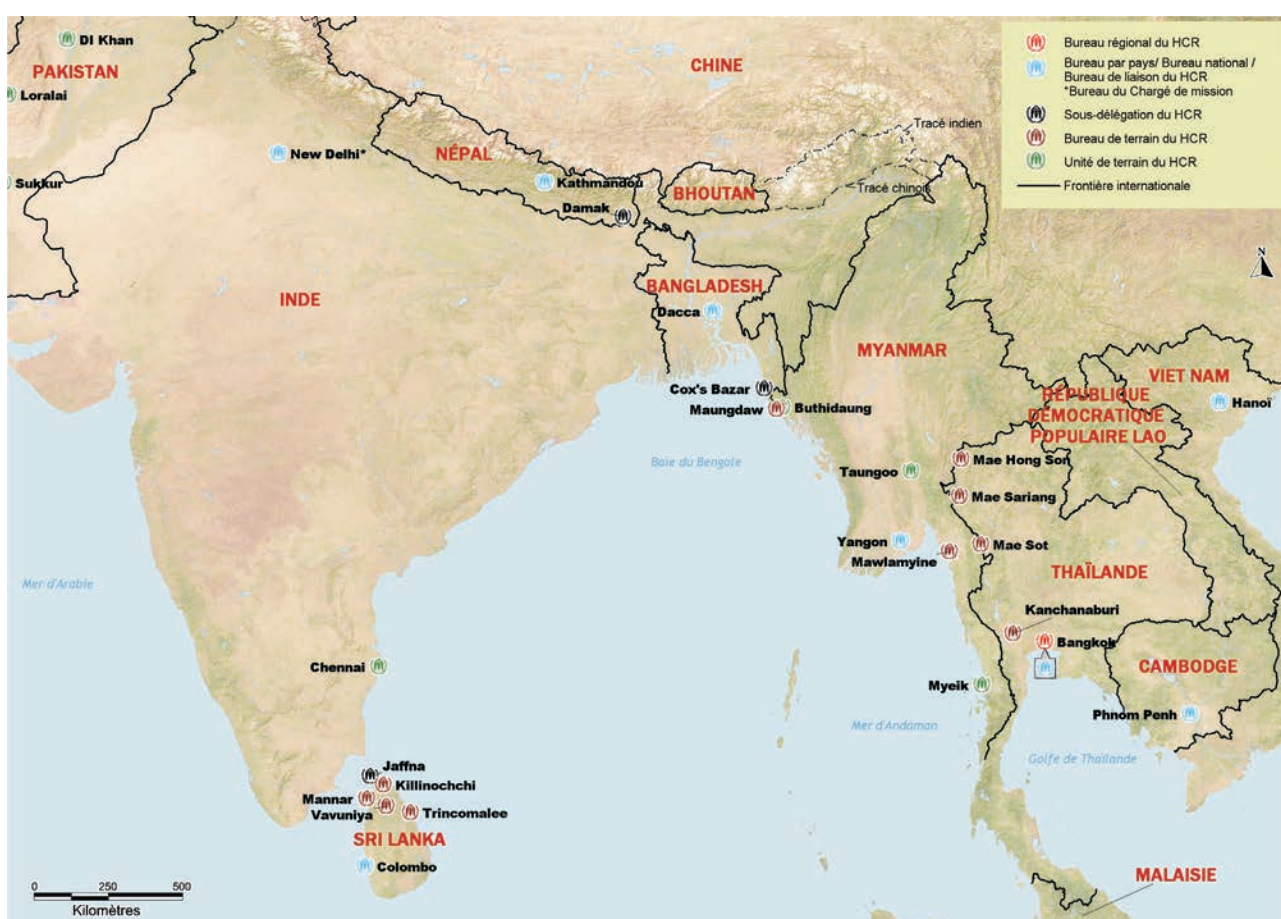 DI Khan
PAKISTAN
Loralai
Sukkur
CHINE
Bureau régional du HCR
Bureau par pays/ Bureau national /
Bureau de liaison du HCR
*Bureau du Chargé de mission
Sous-délégation du HCR
Bureau de terrain du HCR
Unité de terrain du HCR
Frontière internationale
Tracé indien
Tracé chinois
N
New Delhi*
NÉPAL
Kathmandou
Damak
BHOUTAN
INDE
BANGLADESH
Dacca
MYANMAR
VIET NAM
Hanoï
RÉPUBLIQUE
DÉMOCRATIQUE
POPULAIRE LAO
Cox's Bazar
Maungdaw
Buthidaung
Baie du Bengale
Taungoo
Mae Hong Son
Mae Sariang
Yangon
Mawlamyine
Mae Sot
THAÏLANDE
Mer d'Arabie
Kanchanaburi
Bangkok
Chennai
CAMBODGE
Myeik
Phnom Penh
Mer d'Andaman
Golfe de Thaïlande
Jaffna
Killinochchi
Mannar
Vavuniya
Trincomalee
SRI LANKA
Colombo
MALAISIE
0 250 500
Kilomètres